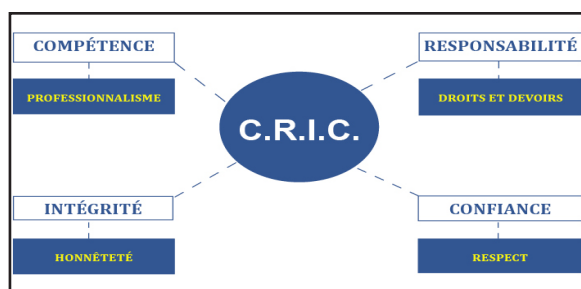 COMPÉTENCE
PROFESSIONNALISME
RESPONSABILITÉ
DROITS ET DEVOIRS
C.R.I.C.
INTÉGRITÉ
HONNÊTETÉ
CONFIANCE
RESPECT